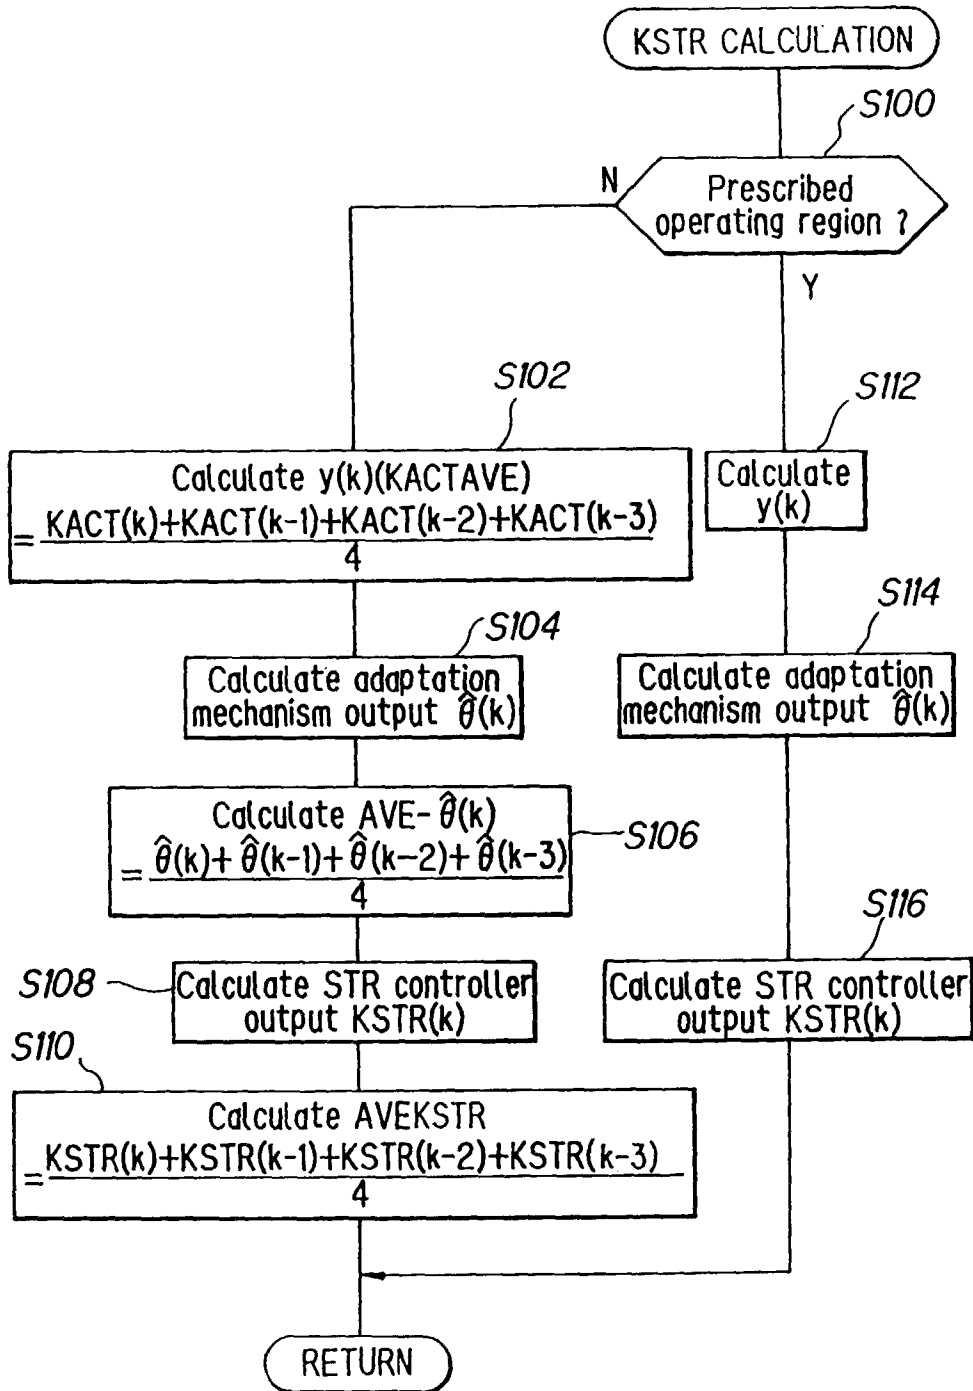 KSTR CALCULATION
S100
N
Prescribed
operating region ?
Y
S102
Calculate y(k)(KACTAVE)
= KACT(k)+KACT(k-1)+KACT(k-2)+KACT(k-3)
4
S112
Calculate
y(k)
S104
Calculate adaptation
mechanism output θ̂(k)
S114
Calculate adaptation
mechanism output θ̂(k)
Calculate AVE-θ̂(k)
= θ̂(k)+θ̂(k-1)+θ̂(k-2)+θ̂(k-3)
4
S106
S108
Calculate STR controller
output KSTR(k)
S116
Calculate STR controller
output KSTR(k)
S110
Calculate AVEKSTR
= KSTR(k)+KSTR(k-1)+KSTR(k-2)+KSTR(k-3)
4
RETURN